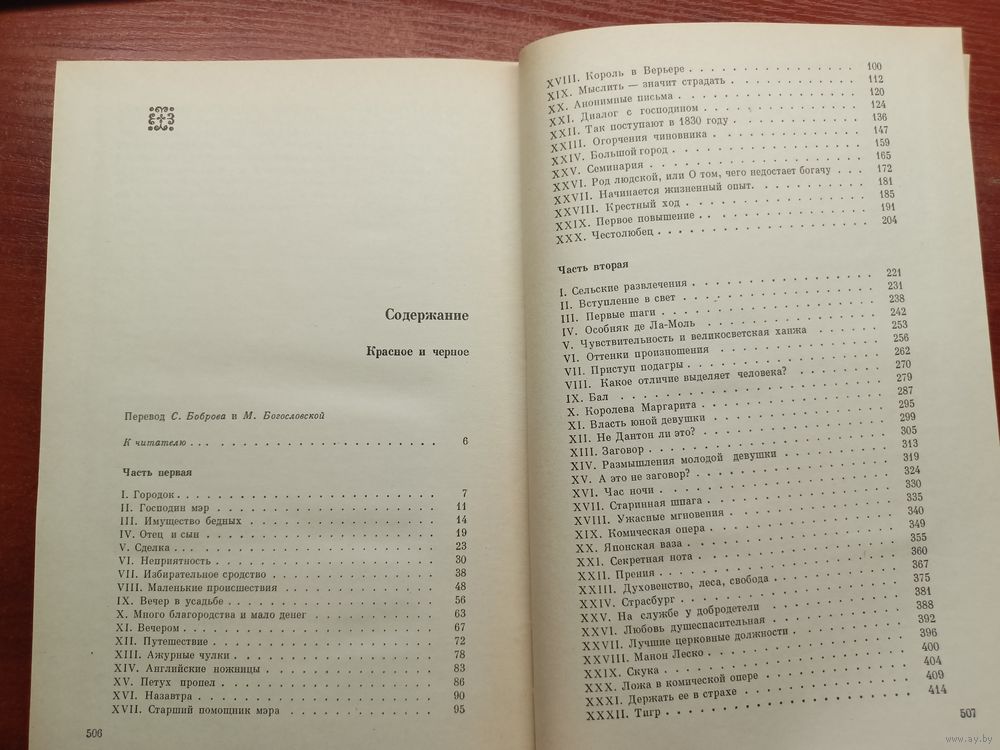 Содержание
Красное и черное
Перевод С. Боброва и М. Богословской
К читателю . . . 6
Часть первая
I. Городок . . . 7
II. Господин мэр . . . 11
III. Имущество бедных . . . 14
IV. Отец и сын . . . 19
V. Сделка . . . 23
VI. Неприятность . . . 30
VII. Избирательное сродство . . . 38
VIII. Маленькие происшествия . . . 48
IX. Вечер в усадьбе . . . 56
X. Много благородства и мало денег . . . 63
XI. Вечером . . . 67
XII. Путешествие . . . 72
XIII. Ажурные чулки . . . 78
XIV. Английские ножницы . . . 83
XV. Петух пропел . . . 86
XVI. Назавтра . . . 90
XVII. Старший помощник мэра . . . 95
506
XVIII. Король в Верьере . . . 100
XIX. Мыслить — значит страдать . . . 112
XX. Анонимные письма . . . 120
XXI. Диалог с господином . . . 124
XXII. Так поступают в 1830 году . . . 136
XXIII. Огорчения чиновника . . . 147
XXIV. Большой город . . . 159
XXV. Семинария . . . 165
XXVI. Род людской, или О том, чего недостает богачу . . . 172
XXVII. Начинается жизненный опыт . . . 181
XXVIII. Крестный ход . . . 185
XXIX. Первое повышение . . . 191
XXX. Честолюбец . . . 204
Часть вторая
I. Сельские развлечения . . . 221
II. Вступление в свет . . . 231
III. Первые шаги . . . 238
IV. Особняк де Ла-Моль . . . 242
V. Чувствительность и великосветская ханжа . . . 253
VI. Оттенки произношения . . . 256
VII. Приступ подагры . . . 262
VIII. Какое отличие выделяет человека? . . . 270
IX. Бал . . . 279
X. Королева Маргарита . . . 287
XI. Власть юной девушки . . . 295
XII. Не Дантон ли это? . . . 299
XIII. Заговор . . . 305
XIV. Размышления молодой девушки . . . 313
XV. А это не заговор? . . . 319
XVI. Час ночи . . . 324
XVII. Старинная шпага . . . 330
XVIII. Ужасные мгновения . . . 335
XIX. Комическая опера . . . 340
XX. Японская ваза . . . 349
XXI. Секретная нота . . . 355
XXII. Прения . . . 360
XXIII. Духовенство, леса, свобода . . . 367
XXIV. Страсбург . . . 375
XXV. На службе у добродетели . . . 381
XXVI. Любовь душеспасительная . . . 388
XXVII. Лучшие церковные должности . . . 392
XXVIII. Манон Леско . . . 396
XXIX. Скука . . . 400
XXX. Ложа в комической опере . . . 404
XXXI. Держать ее в страхе . . . 409
XXXII. Тигр . . . 414
507
www.ay.by